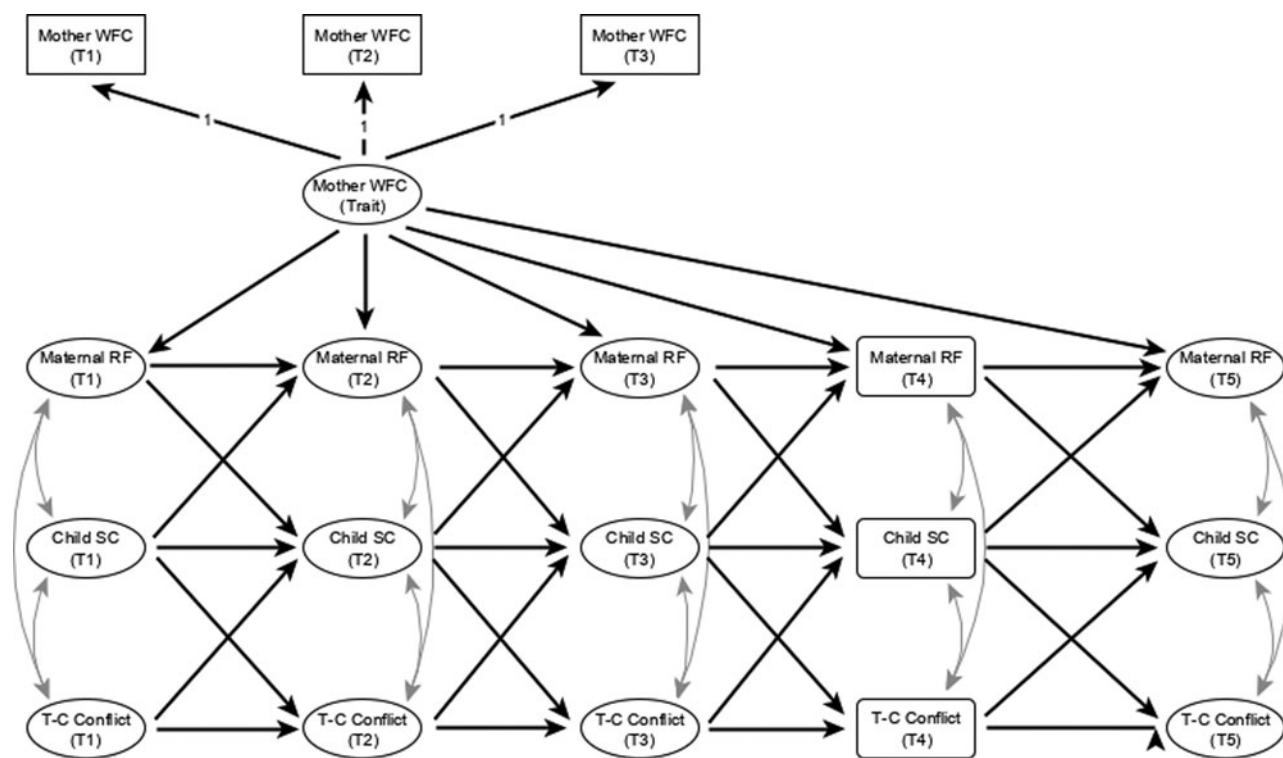 Mother WFC
(T1)
Mother WFC
(T2)
Mother WFC
(T3)
1
1
1
Mother WFC
(Trait)
Maternal RF
(T1)
Maternal RF
(T2)
Maternal RF
(T3)
Maternal RF
(T4)
Maternal RF
(T5)
Child SC
(T1)
Child SC
(T2)
Child SC
(T3)
Child SC
(T4)
Child SC
(T5)
T-C Conflict
(T1)
T-C Conflict
(T2)
T-C Conflict
(T3)
T-C Conflict
(T4)
T-C Conflict
(T5)